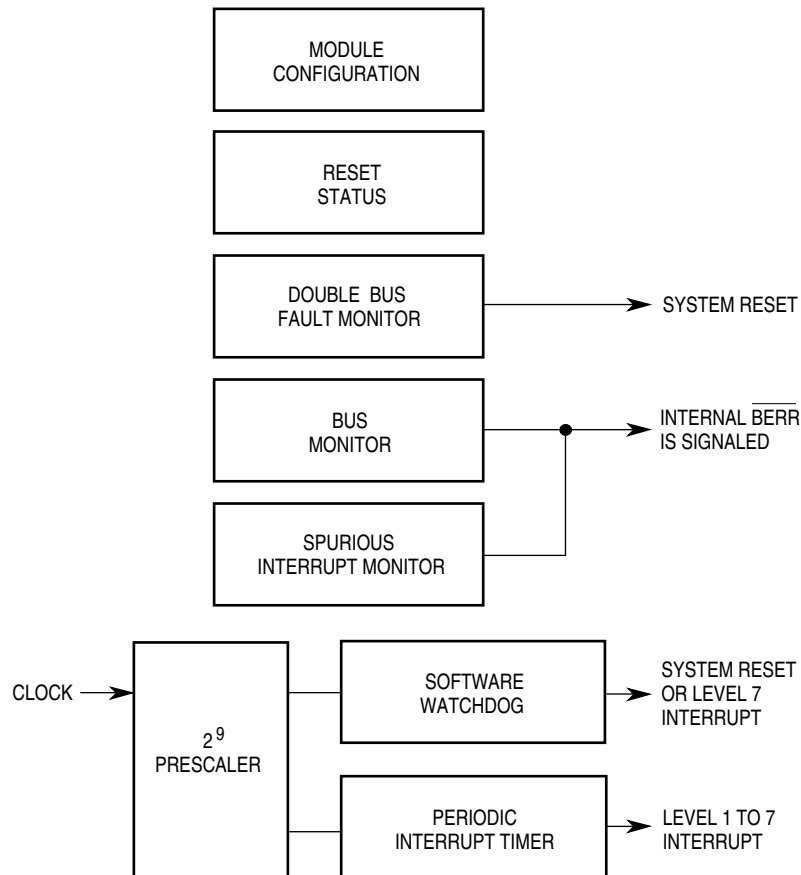 MODULE
CONFIGURATION
RESET
STATUS
DOUBLE BUS
FAULT MONITOR
SYSTEM RESET
BUS
MONITOR
INTERNAL B̅E̅R̅R̅
IS SIGNALED
SPURIOUS
INTERRUPT MONITOR
CLOCK
2⁹
PRESCALER
SOFTWARE
WATCHDOG
SYSTEM RESET
OR LEVEL 7
INTERRUPT
PERIODIC
INTERRUPT TIMER
LEVEL 1 TO 7
INTERRUPT